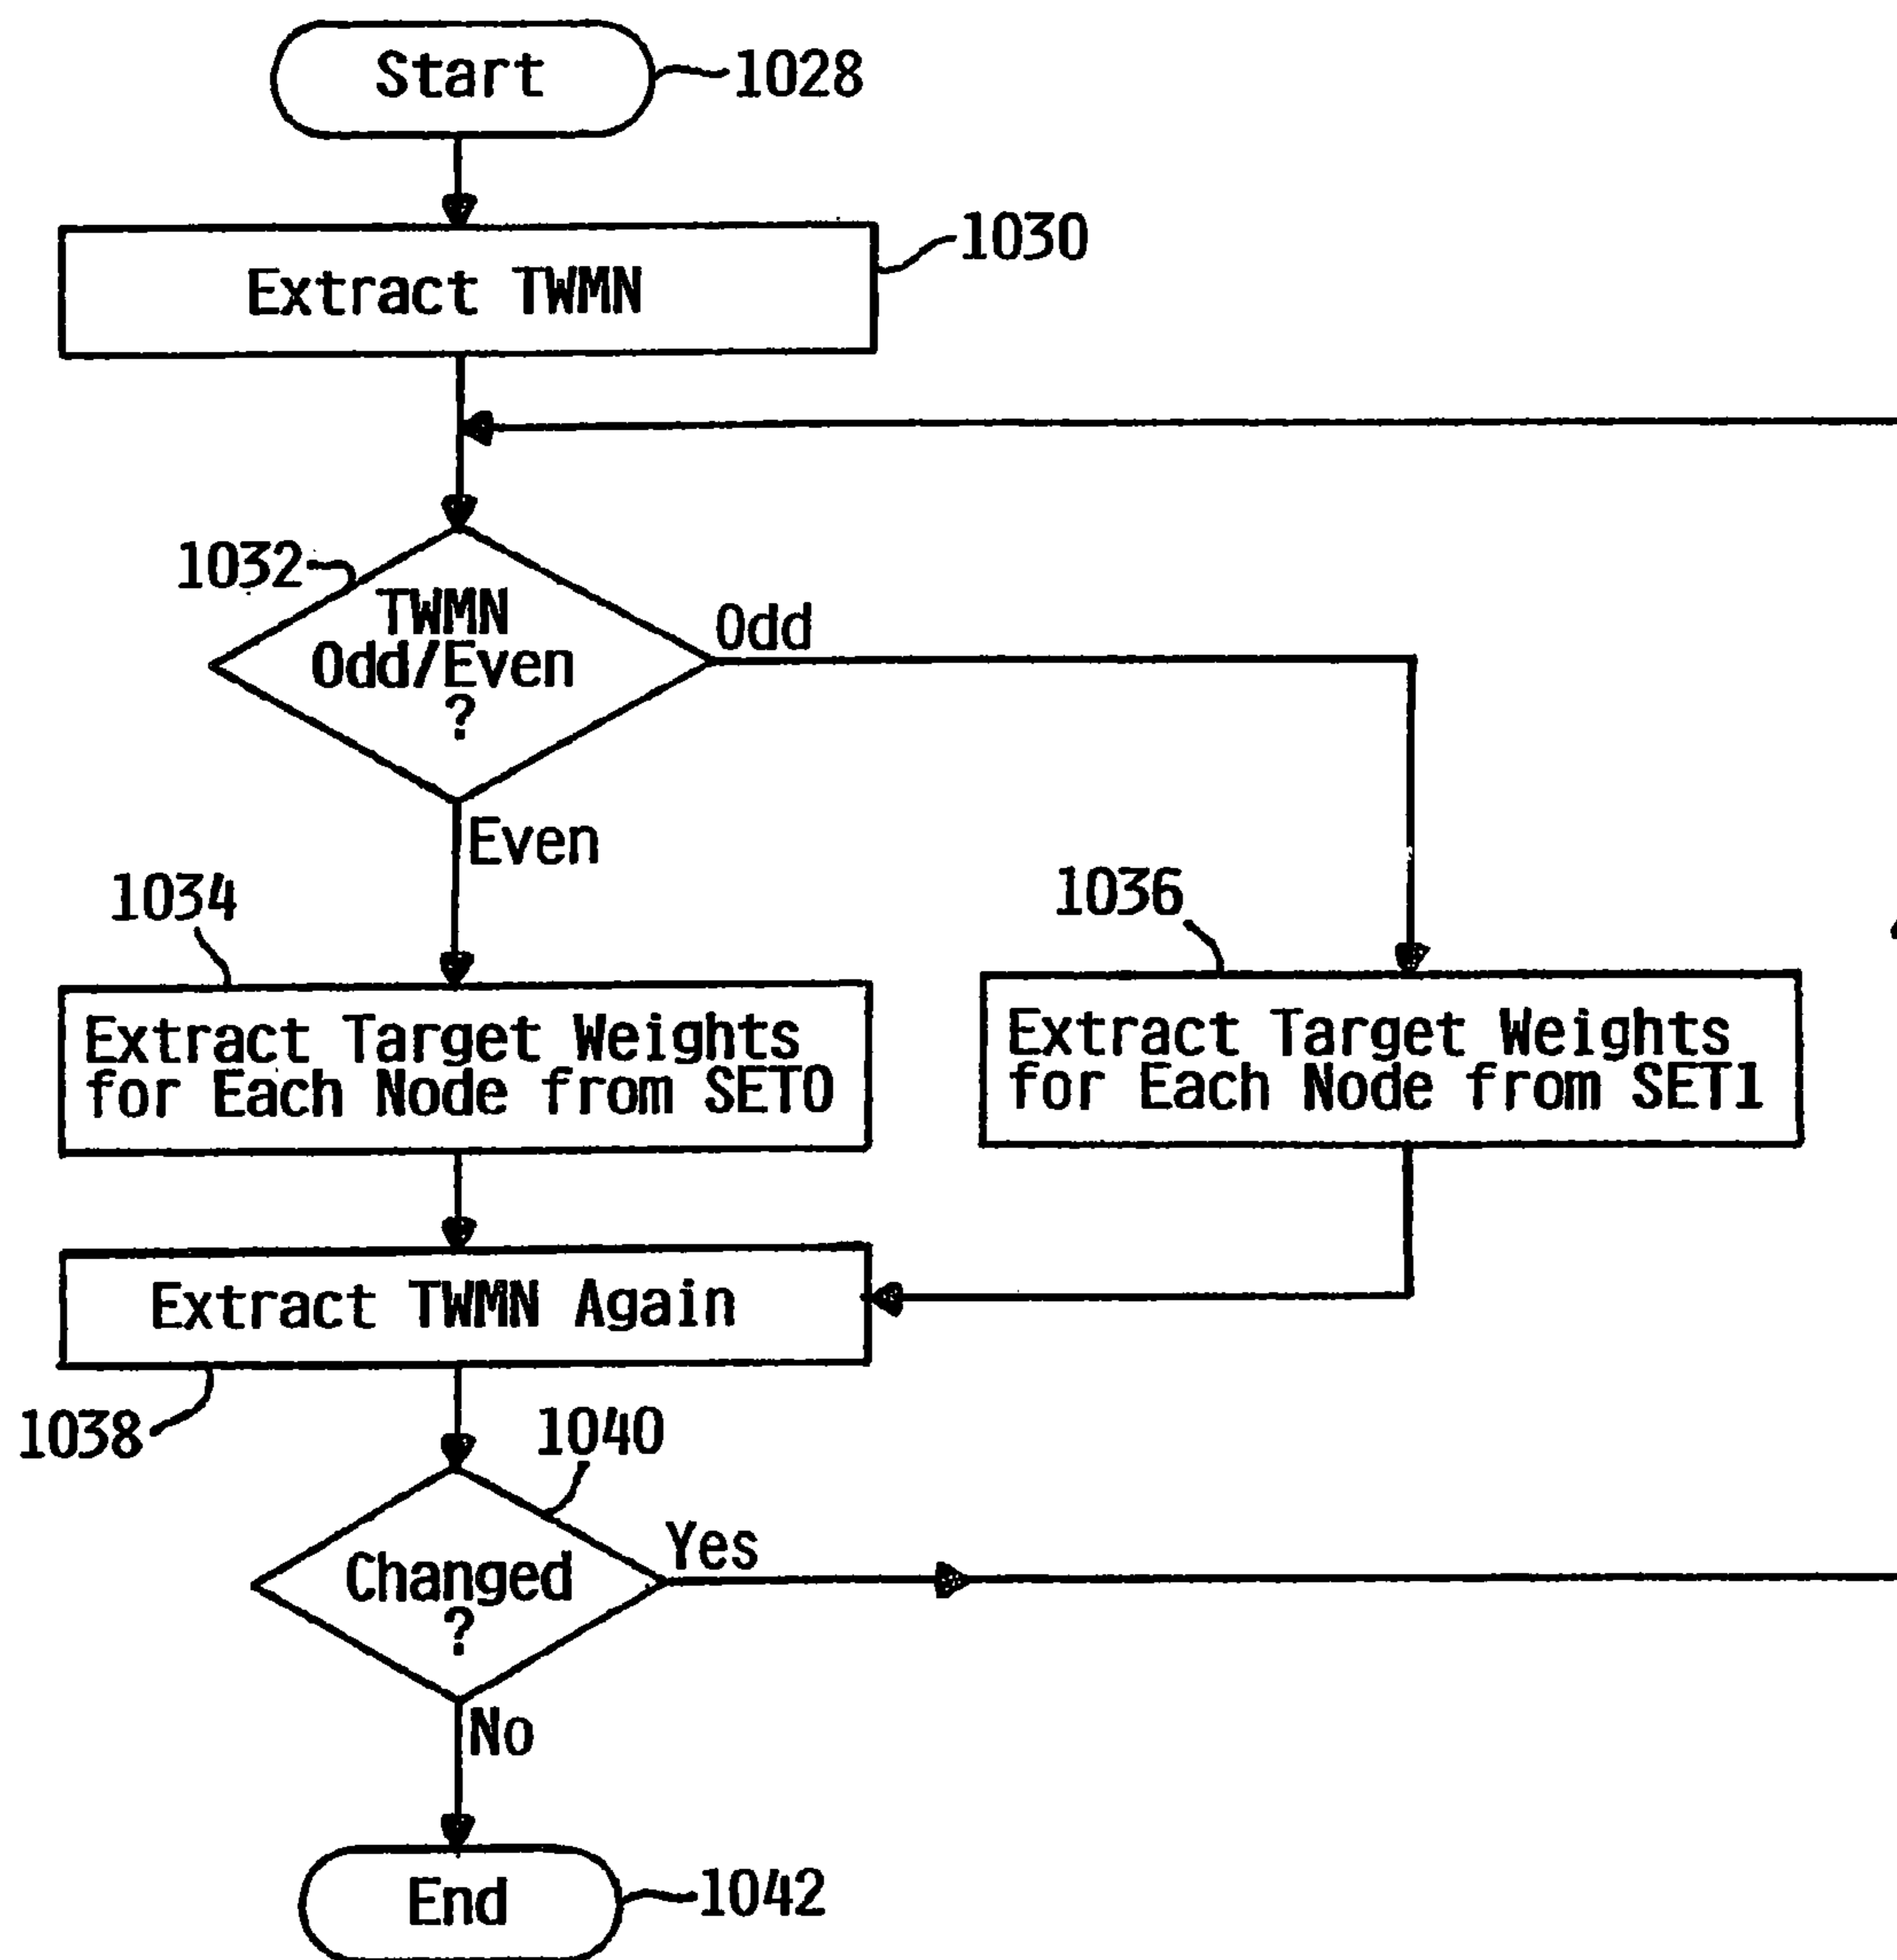 Start
1028
1030
Extract TWMN
1032
TWMN
Odd/Even
?
Odd
Even
1034
1036
Extract Target Weights
for Each Node from SET0
Extract Target Weights
for Each Node from SET1
Extract TWMN Again
1038
1040
Changed
?
Yes
No
End
1042